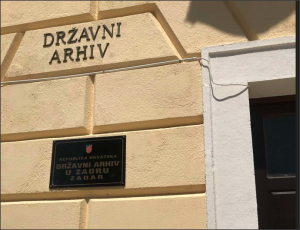 DRŽAVNI
ARHIV
REPUBLIKA HRVATSKA
DRŽAVNI ARHIV
U ZADRU
ZADAR